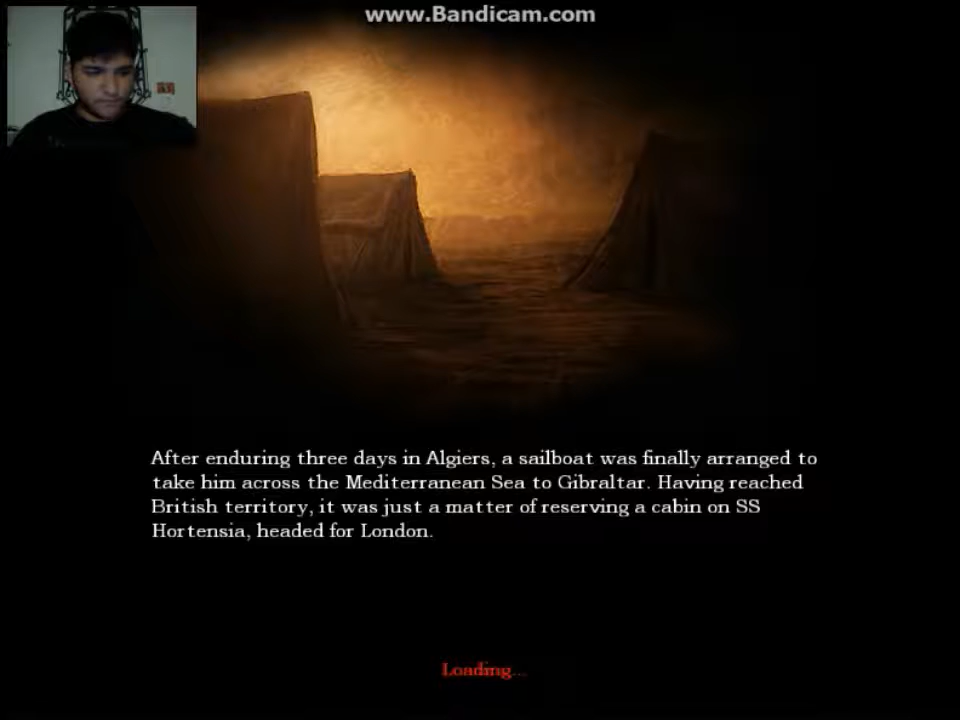 www.Bandicam.com
After enduring three days in Algiers, a sailboat was finally arranged to
take him across the Mediterranean Sea to Gibraltar. Having reached
British territory, it was just a matter of reserving a cabin on SS
Hortensia, headed for London.
Loading...